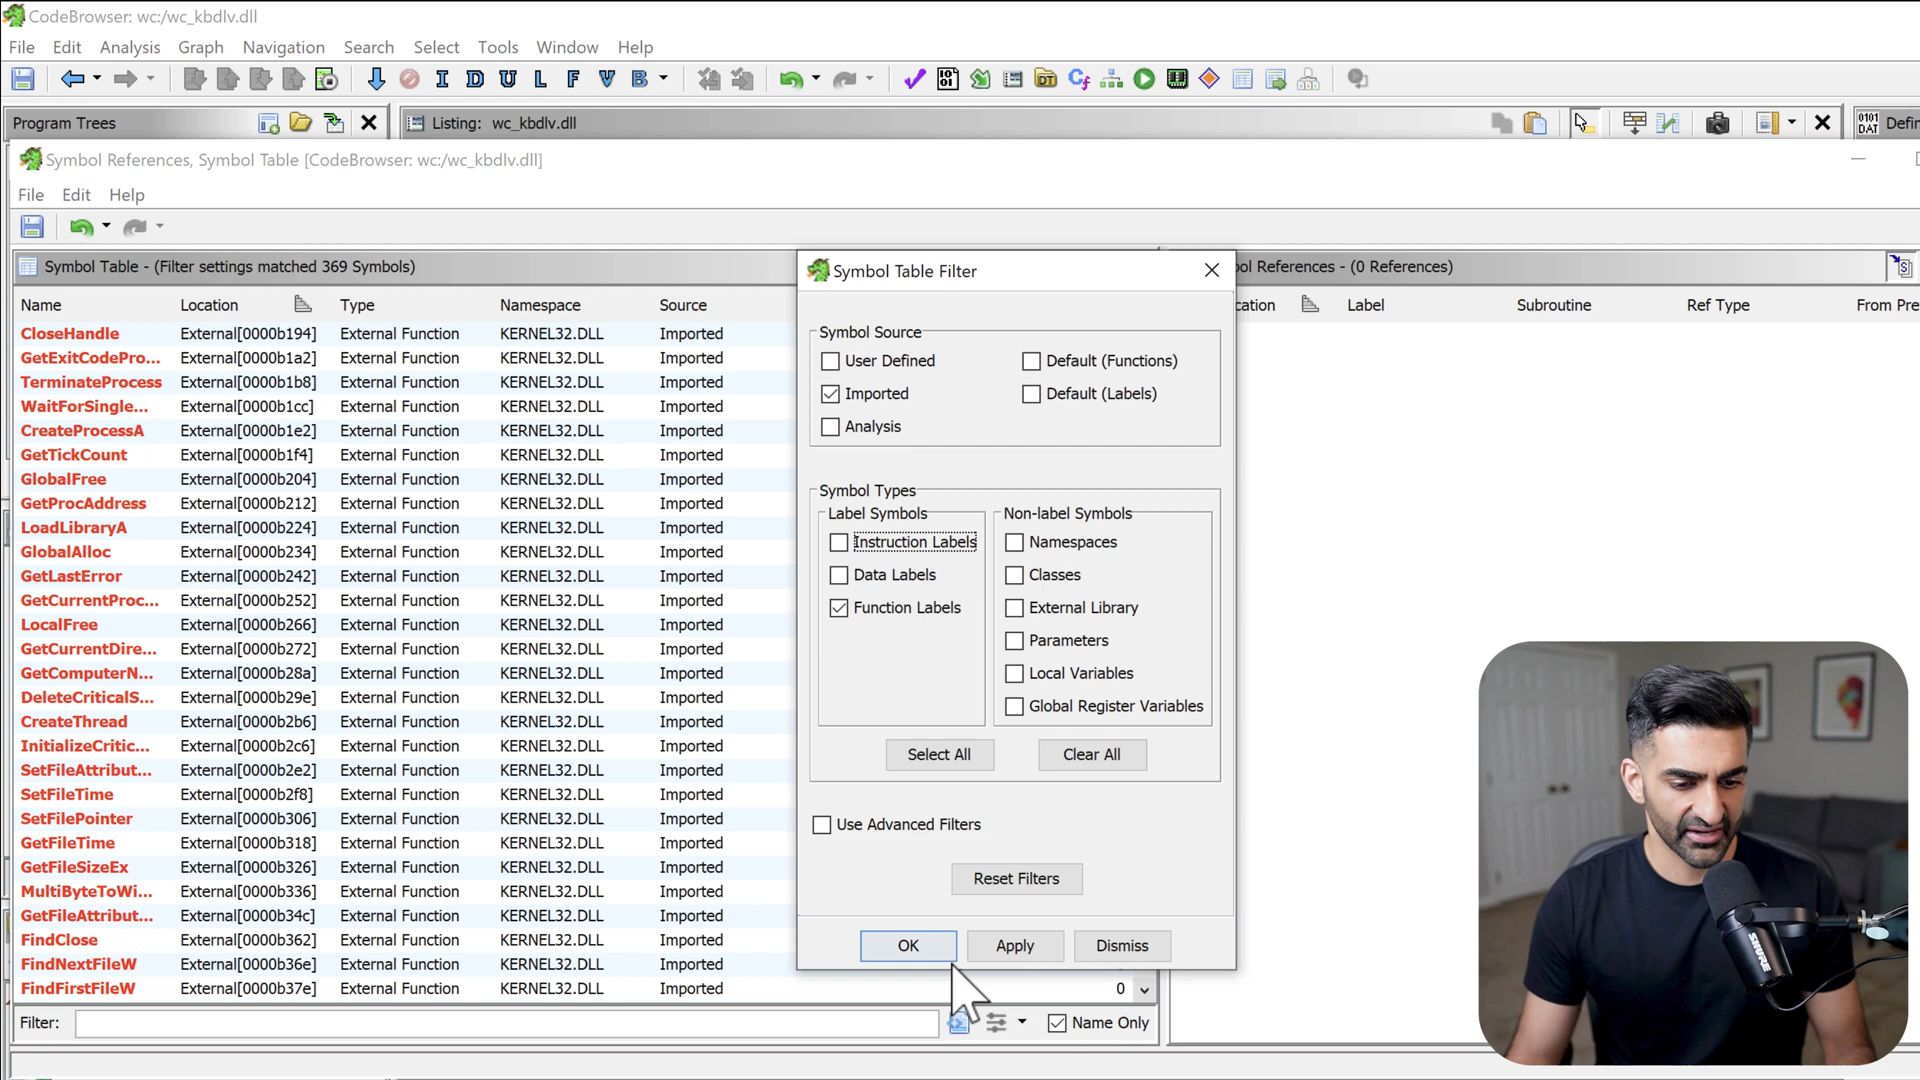 CodeBrowser: wc:/wc_kbdlv.dll
File Edit Analysis Graph Navigation Search Select Tools Window Help
I D U L F V B
Program Trees
Listing: wc_kbdlv.dll
Symbol References, Symbol Table [CodeBrowser: wc:/wc_kbdlv.dll]
File Edit Help
Symbol Table - (Filter settings matched 369 Symbols)
Name Location Type Namespace Source
CloseHandle External[0000b194] External Function KERNEL32.DLL Imported
GetExitCodePro... External[0000b1a2] External Function KERNEL32.DLL Imported
TerminateProcess External[0000b1b8] External Function KERNEL32.DLL Imported
WaitForSingle... External[0000b1cc] External Function KERNEL32.DLL Imported
CreateProcessA External[0000b1e2] External Function KERNEL32.DLL Imported
GetTickCount External[0000b1f4] External Function KERNEL32.DLL Imported
GlobalFree External[0000b204] External Function KERNEL32.DLL Imported
GetProcAddress External[0000b212] External Function KERNEL32.DLL Imported
LoadLibraryA External[0000b224] External Function KERNEL32.DLL Imported
GlobalAlloc External[0000b234] External Function KERNEL32.DLL Imported
GetLastError External[0000b242] External Function KERNEL32.DLL Imported
GetCurrentProc... External[0000b252] External Function KERNEL32.DLL Imported
LocalFree External[0000b266] External Function KERNEL32.DLL Imported
GetCurrentDire... External[0000b272] External Function KERNEL32.DLL Imported
GetComputerN... External[0000b28a] External Function KERNEL32.DLL Imported
DeleteCriticalS... External[0000b29e] External Function KERNEL32.DLL Imported
CreateThread External[0000b2b6] External Function KERNEL32.DLL Imported
InitializeCritic... External[0000b2c6] External Function KERNEL32.DLL Imported
SetFileAttribut... External[0000b2e2] External Function KERNEL32.DLL Imported
SetFileTime External[0000b2f8] External Function KERNEL32.DLL Imported
SetFilePointer External[0000b306] External Function KERNEL32.DLL Imported
GetFileTime External[0000b318] External Function KERNEL32.DLL Imported
GetFileSizeEx External[0000b326] External Function KERNEL32.DLL Imported
MultiByteToWi... External[0000b336] External Function KERNEL32.DLL Imported
GetFileAttribut... External[0000b34c] External Function KERNEL32.DLL Imported
FindClose External[0000b362] External Function KERNEL32.DLL Imported
FindNextFileW External[0000b36e] External Function KERNEL32.DLL Imported
FindFirstFileW External[0000b37e] External Function KERNEL32.DLL Imported
0
Filter:
Name Only
Symbol Table Filter
Symbol Source
User Defined
Default (Functions)
Imported
Default (Labels)
Analysis
Symbol Types
Label Symbols
Instruction Labels
Data Labels
Function Labels
Non-label Symbols
Namespaces
Classes
External Library
Parameters
Local Variables
Global Register Variables
Select All
Clear All
Use Advanced Filters
Reset Filters
OK
Apply
Dismiss
bol References - (0 References)
cation Label Subroutine Ref Type From Pre
0101
DAT
Defi
SHURE